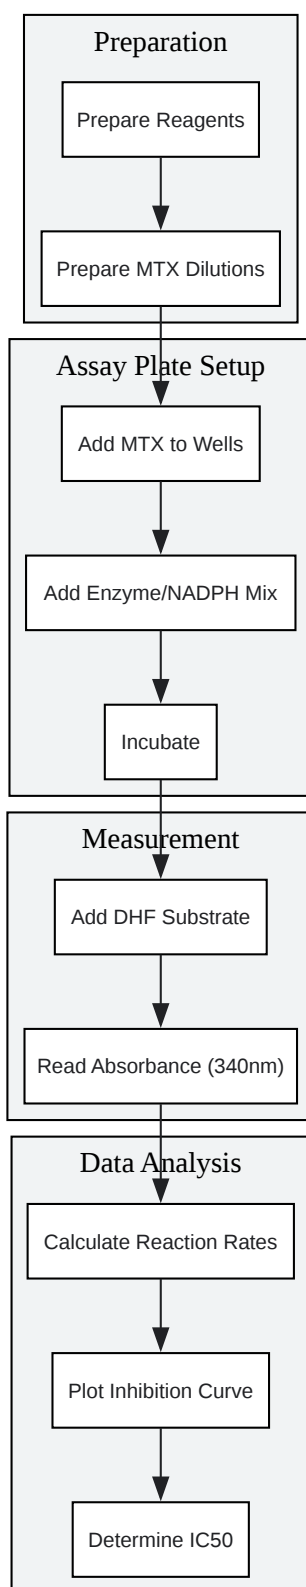 Preparation
Prepare Reagents
Prepare MTX Dilutions
Assay Plate Setup
Add MTX to Wells
Add Enzyme/NADPH Mix
Incubate
Measurement
Add DHF Substrate
Read Absorbance (340nm)
Data Analysis
Calculate Reaction Rates
Plot Inhibition Curve
Determine IC50